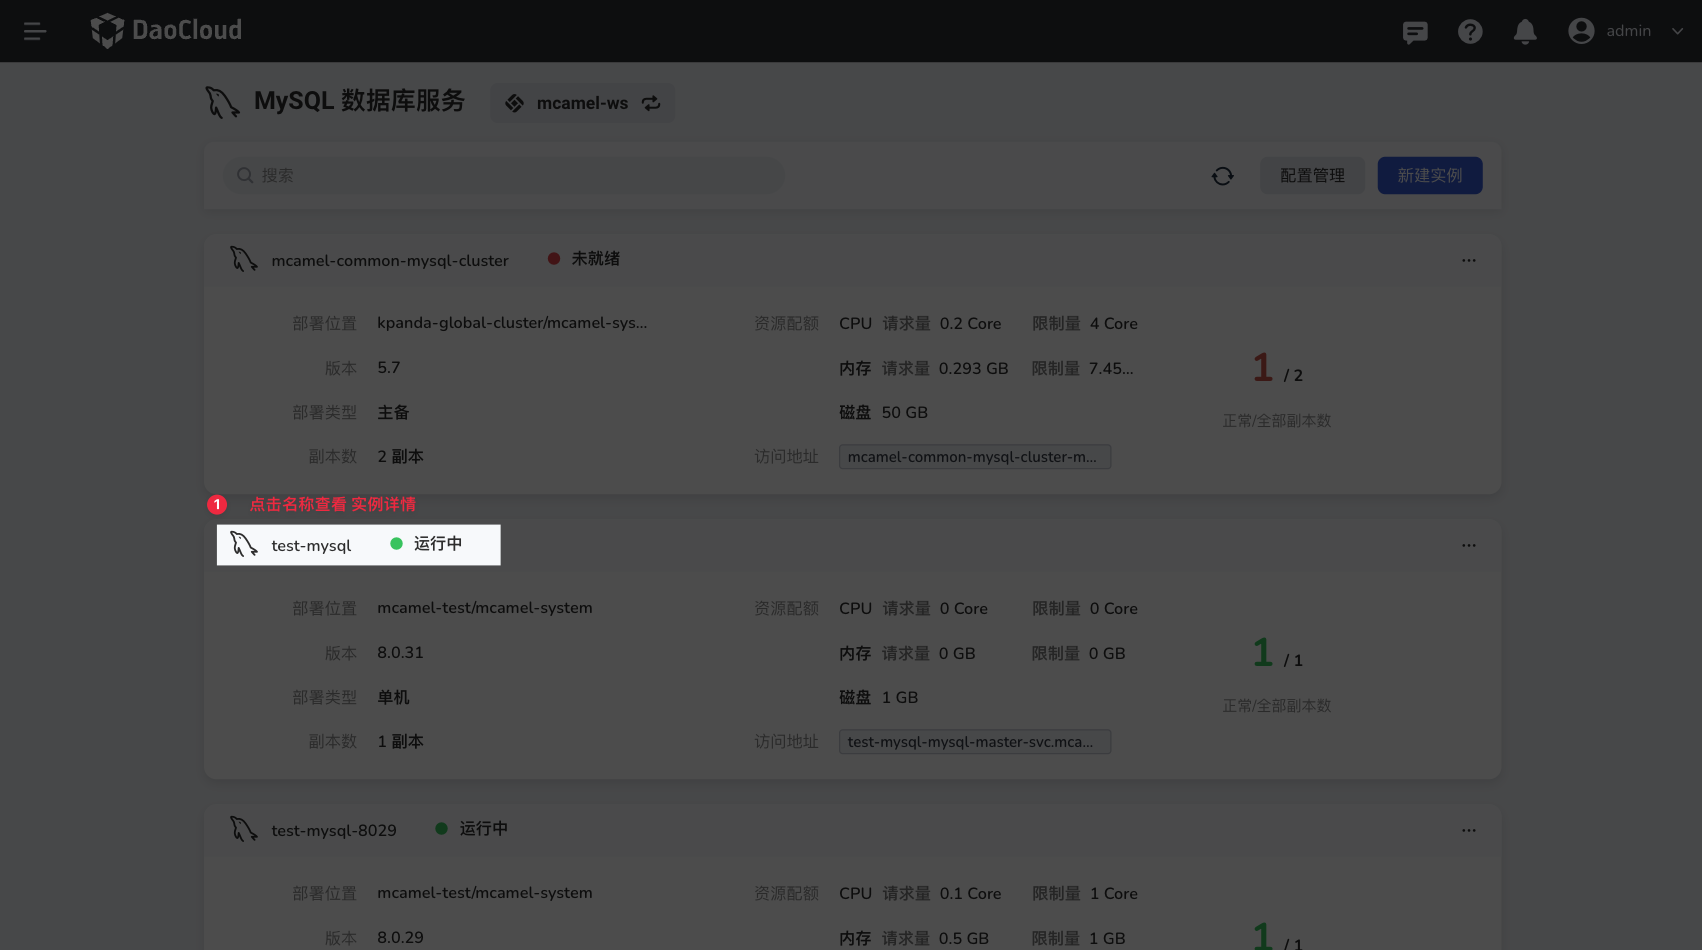 DaoCloud
admin
MySQL 数据库服务
mcamel-ws
搜索
配置管理
新建实例
mcamel-common-mysql-cluster
未就绪
部署位置 kpanda-global-cluster/mcamel-sys...
资源配额 CPU 请求量 0.2 Core 限制量 4 Core
版本 5.7
内存 请求量 0.293 GB 限制量 7.45...
1 / 2
部署类型 主备
磁盘 50 GB
正常/全部副本数
副本数 2 副本
访问地址 mcamel-common-mysql-cluster-m...
1 点击名称查看 实例详情
test-mysql
运行中
部署位置 mcamel-test/mcamel-system
资源配额 CPU 请求量 0 Core 限制量 0 Core
版本 8.0.31
内存 请求量 0 GB 限制量 0 GB
1 / 1
部署类型 单机
磁盘 1 GB
正常/全部副本数
副本数 1 副本
访问地址 test-mysql-mysql-master-svc.mca...
test-mysql-8029
运行中
部署位置 mcamel-test/mcamel-system
资源配额 CPU 请求量 0.1 Core 限制量 1 Core
版本 8.0.29
内存 请求量 0.5 GB 限制量 1 GB
1 / 1